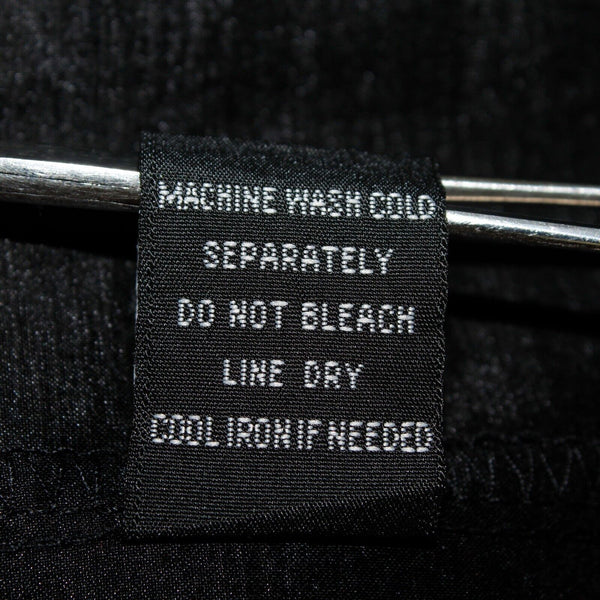 MACHINE WASH COLD
SEPARATELY
DO NOT BLEACH
LINE DRY
COOL IRON IF NEEDED